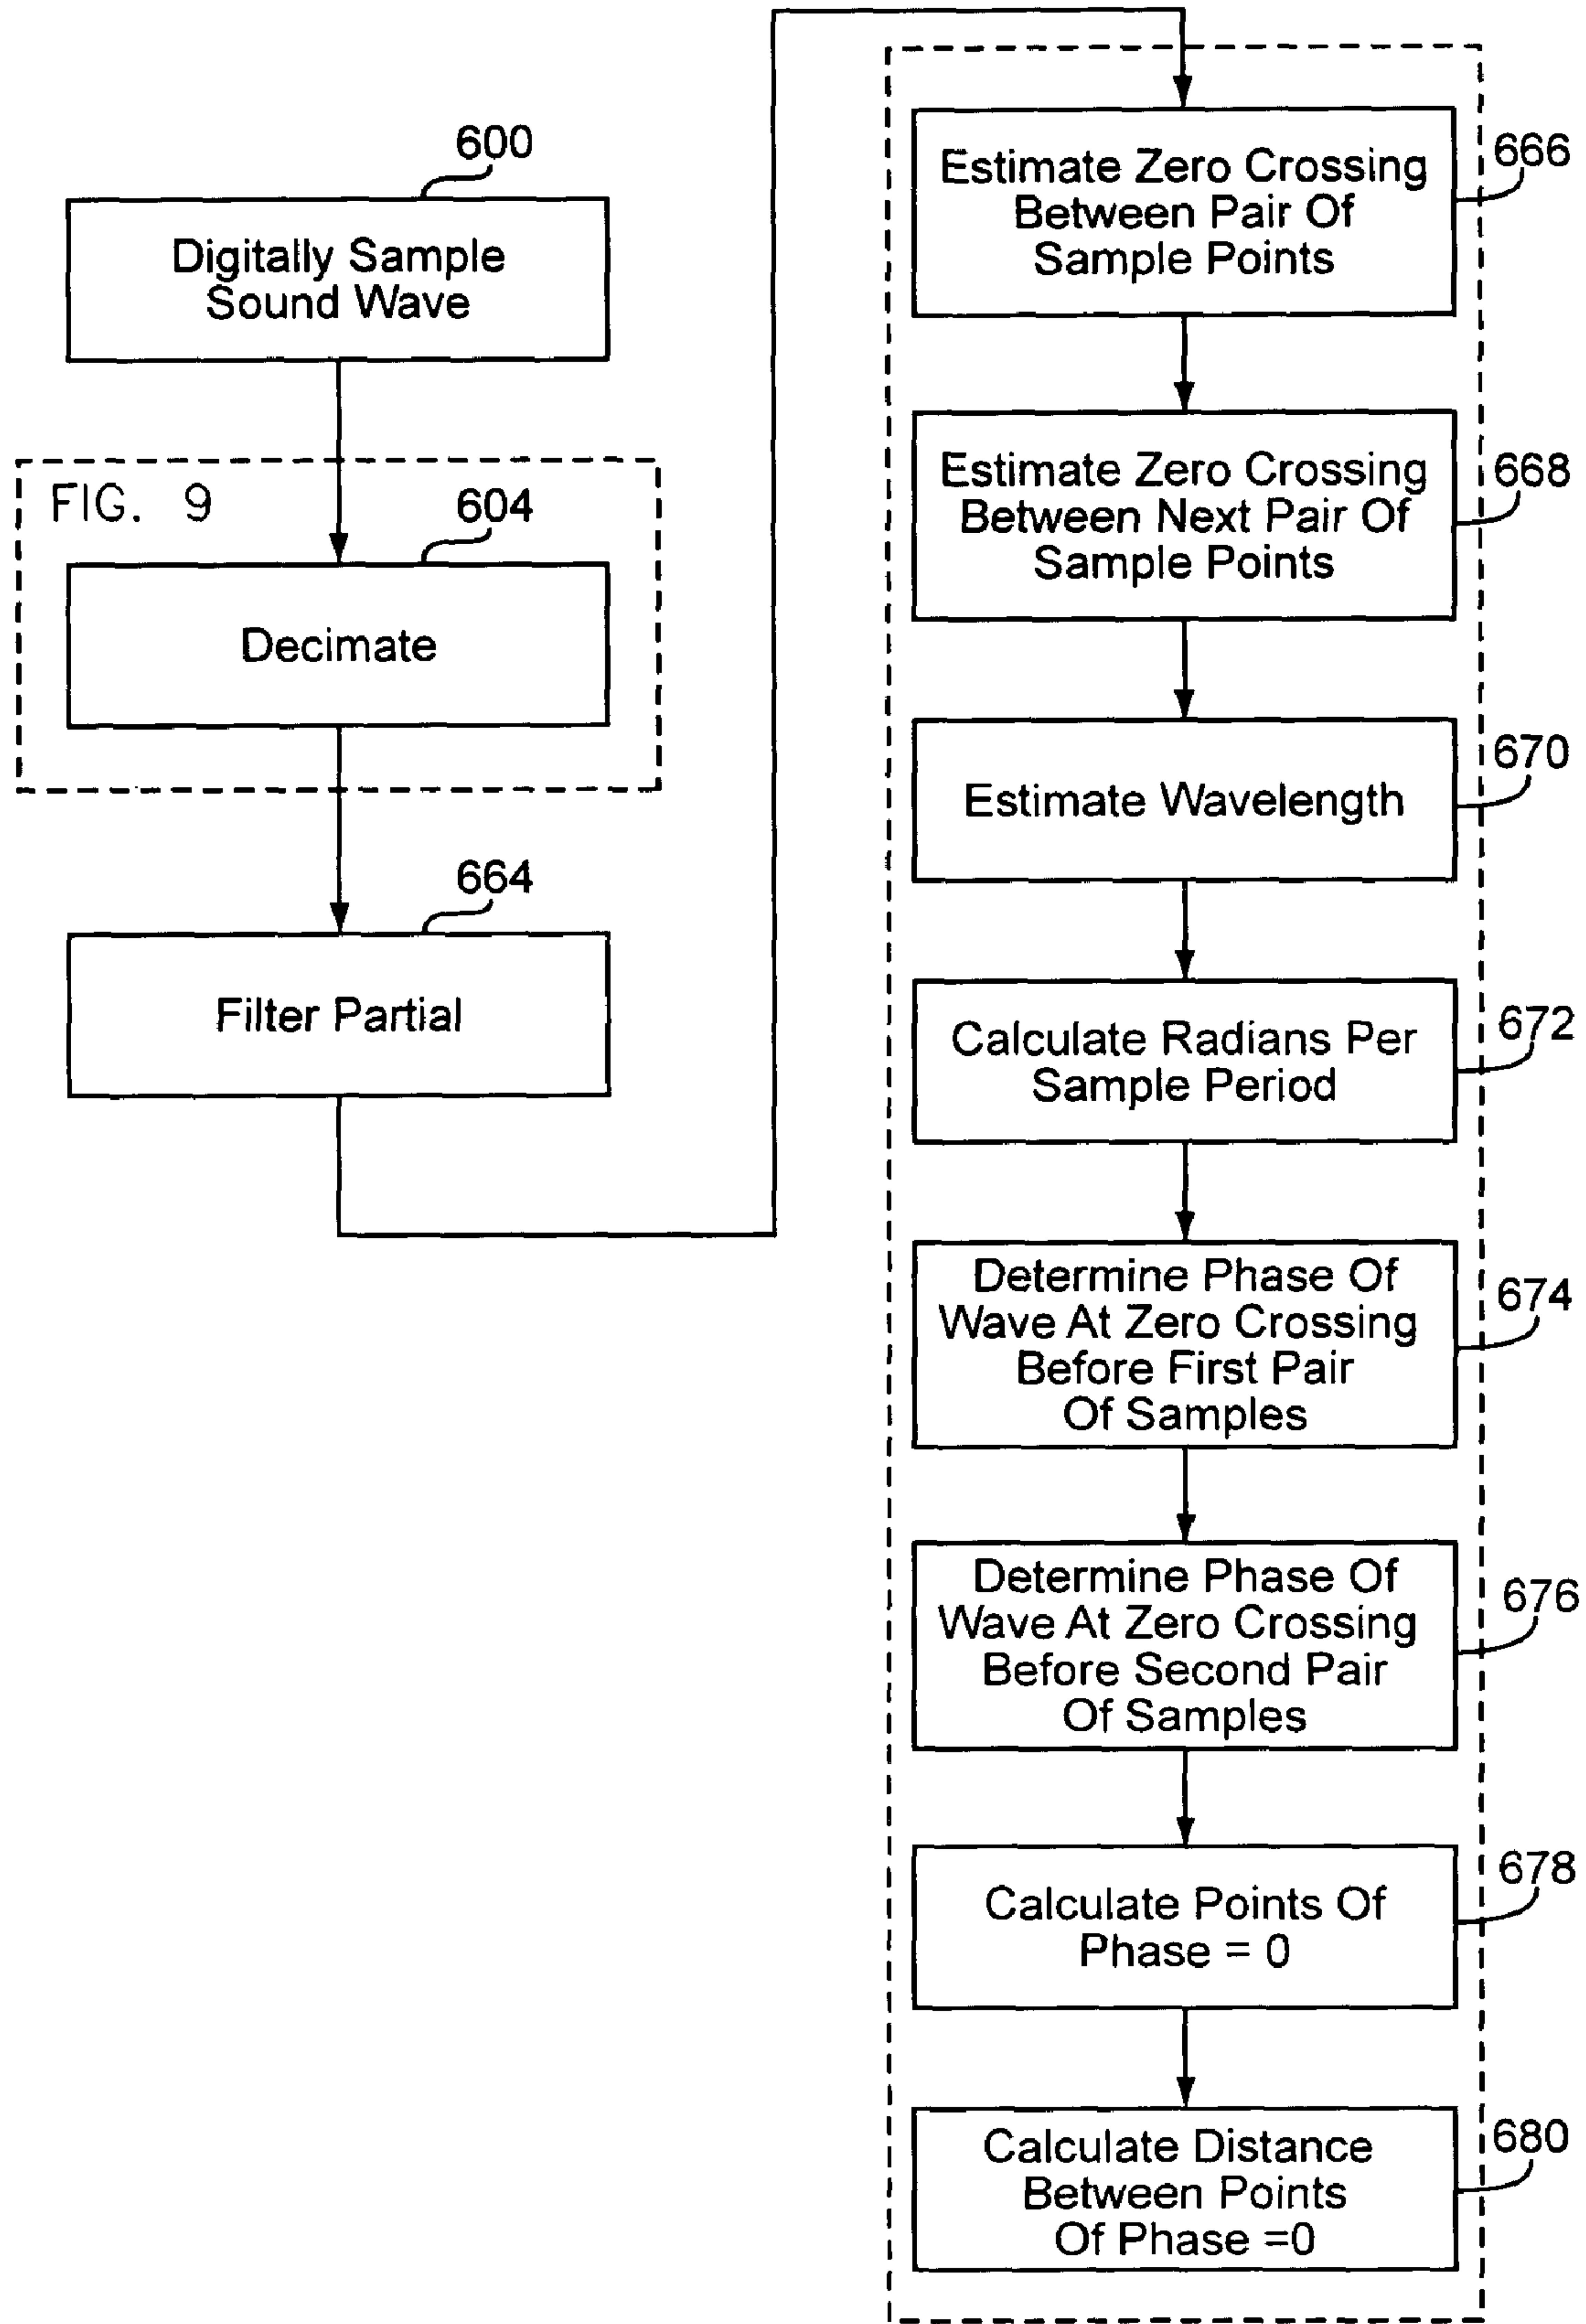 600
Digitally Sample
Sound Wave
FIG. 9
604
Decimate
664
Filter Partial
666
Estimate Zero Crossing
Between Pair Of
Sample Points
668
Estimate Zero Crossing
Between Next Pair Of
Sample Points
670
Estimate Wavelength
672
Calculate Radians Per
Sample Period
674
Determine Phase Of
Wave At Zero Crossing
Before First Pair
Of Samples
676
Determine Phase Of
Wave At Zero Crossing
Before Second Pair
Of Samples
678
Calculate Points Of
Phase = 0
680
Calculate Distance
Between Points
Of Phase =0